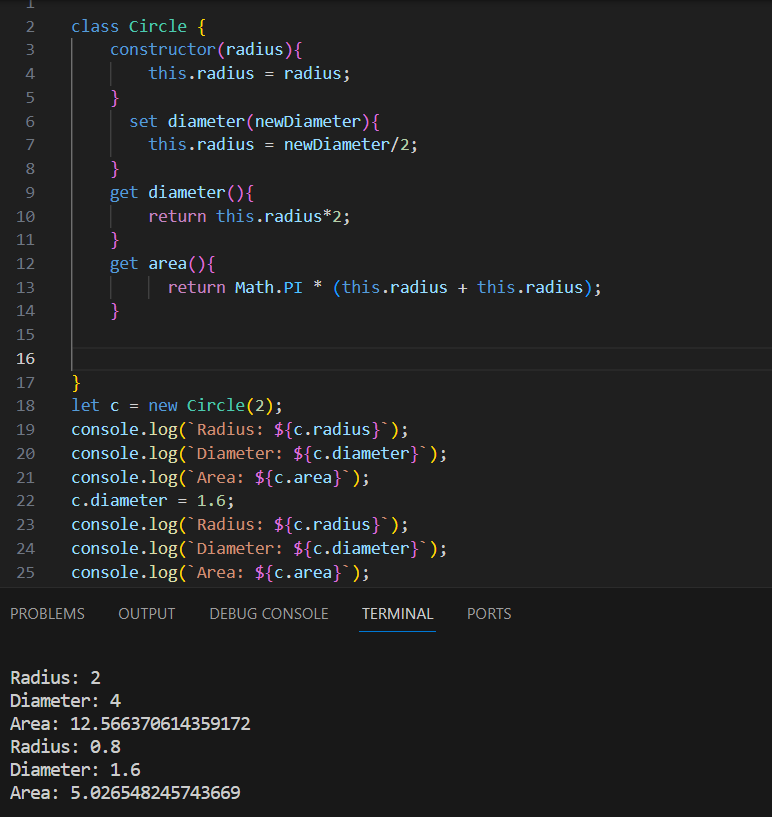 1
2 class Circle {
3     constructor(radius){
4         this.radius = radius;
5     }
6       set diameter(newDiameter){
7         this.radius = newDiameter/2;
8     }
9     get diameter(){
10         return this.radius*2;
11     }
12     get area(){
13           return Math.PI * (this.radius + this.radius);
14     }
15
16
17 }
18 let c = new Circle(2);
19 console.log(`Radius: ${c.radius}`);
20 console.log(`Diameter: ${c.diameter}`);
21 console.log(`Area: ${c.area}`);
22 c.diameter = 1.6;
23 console.log(`Radius: ${c.radius}`);
24 console.log(`Diameter: ${c.diameter}`);
25 console.log(`Area: ${c.area}`);
PROBLEMS OUTPUT DEBUG CONSOLE TERMINAL PORTS
Radius: 2
Diameter: 4
Area: 12.566370614359172
Radius: 0.8
Diameter: 1.6
Area: 5.026548245743669